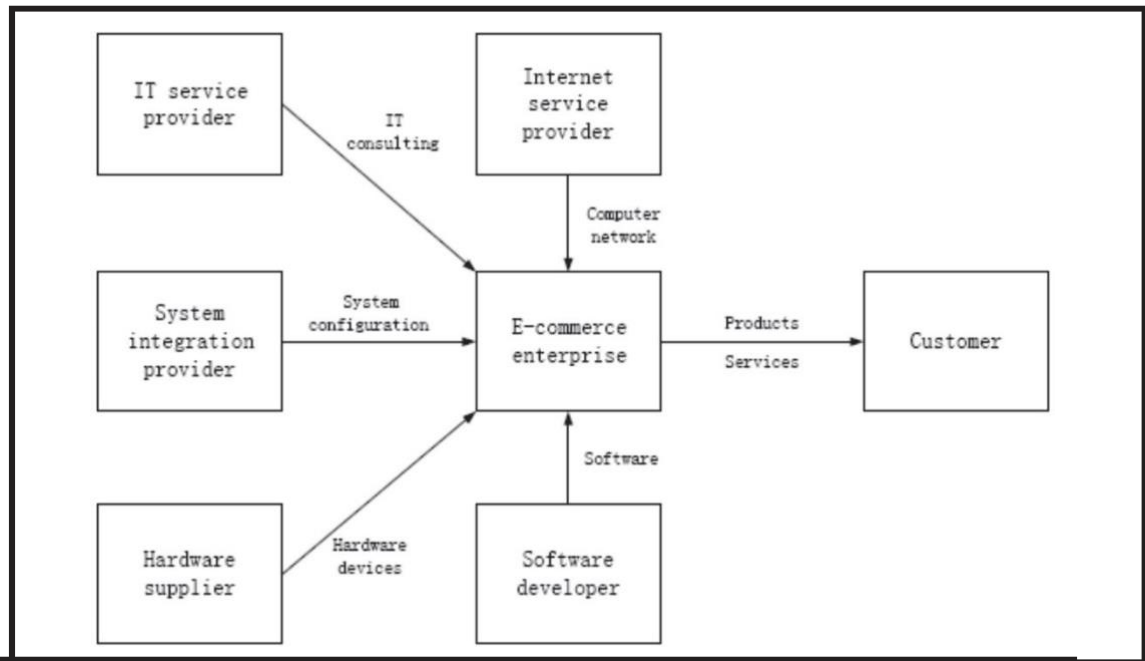 IT service
provider
IT
consulting
Internet
service
provider
Computer
network
System
integration
provider
System
configuration
E-commerce
enterprise
Products
Services
Customer
Hardware
supplier
Hardware
devices
Software
Software
developer